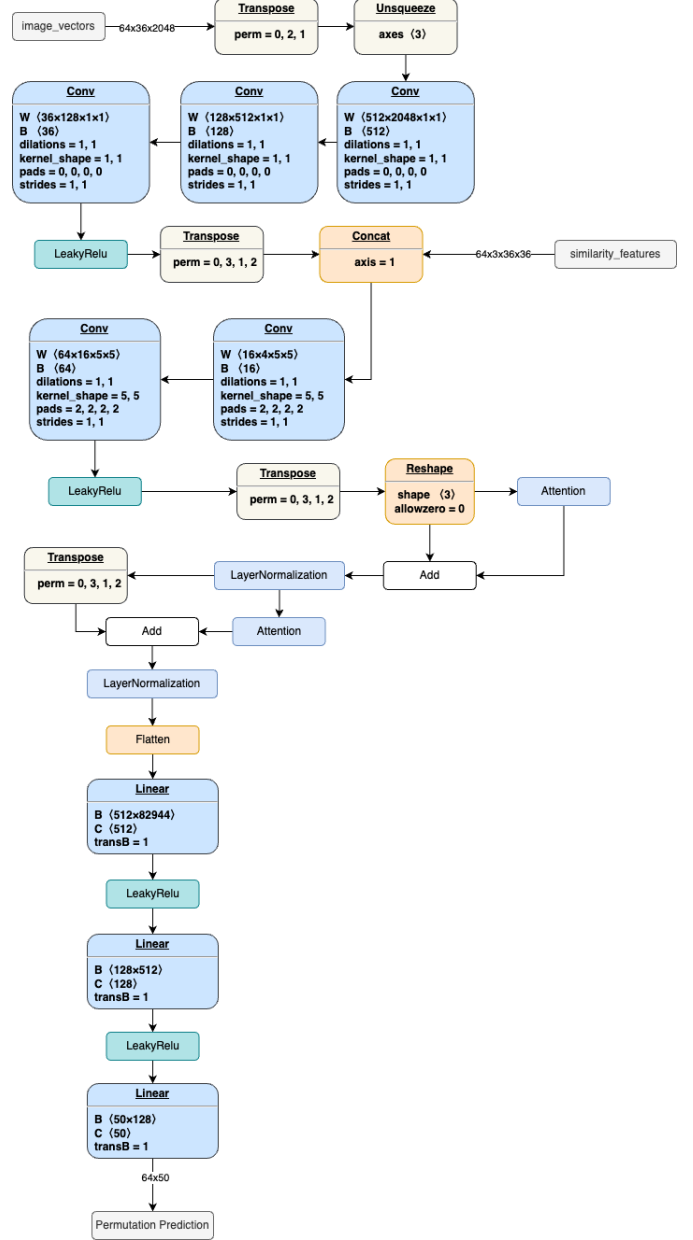 image_vectors
64x36x2048
Transpose
perm = 0, 2, 1
Unsqueeze
axes〈3〉
Conv
W〈36×128×1×1〉
B〈36〉
dilations = 1, 1
kernel_shape = 1, 1
pads = 0, 0, 0, 0
strides = 1, 1
Conv
W〈128×512×1×1〉
B〈128〉
dilations = 1, 1
kernel_shape = 1, 1
pads = 0, 0, 0, 0
strides = 1, 1
Conv
W〈512×2048×1×1〉
B〈512〉
dilations = 1, 1
kernel_shape = 1, 1
pads = 0, 0, 0, 0
strides = 1, 1
LeakyRelu
Transpose
perm = 0, 3, 1, 2
Concat
axis = 1
64x3x36x36
similarity_features
Conv
W〈64×16×5×5〉
B〈64〉
dilations = 1, 1
kernel_shape = 5, 5
pads = 2, 2, 2, 2
strides = 1, 1
Conv
W〈16×4×5×5〉
B〈16〉
dilations = 1, 1
kernel_shape = 5, 5
pads = 2, 2, 2, 2
strides = 1, 1
LeakyRelu
Transpose
perm = 0, 3, 1, 2
Reshape
shape〈3〉
allowzero = 0
Attention
Transpose
perm = 0, 3, 1, 2
LayerNormalization
Add
Add
Attention
LayerNormalization
Flatten
Linear
B〈512×82944〉
C〈512〉
transB = 1
LeakyRelu
Linear
B〈128×512〉
C〈128〉
transB = 1
LeakyRelu
Linear
B〈50×128〉
C〈50〉
transB = 1
64x50
Permutation Prediction